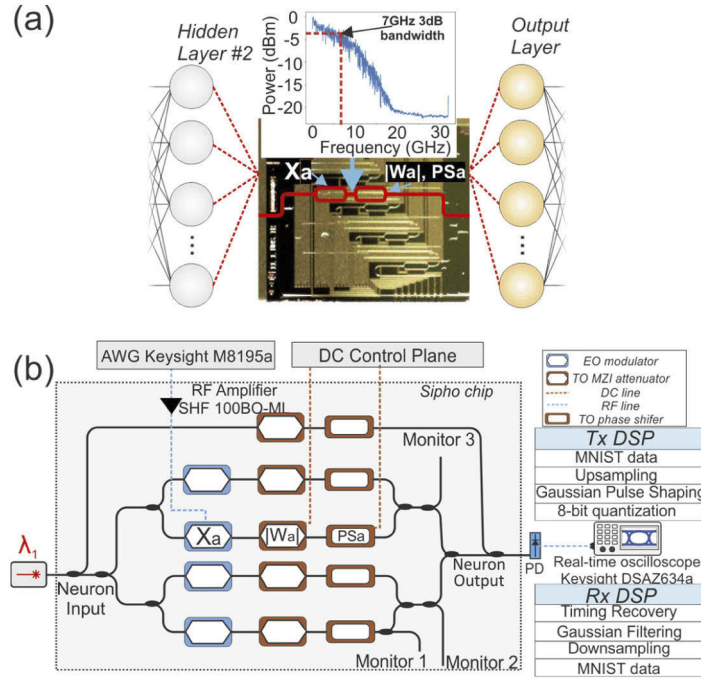 (a)
Hidden
Layer #2
Output
Layer
Power (dBm)
0
-5
-10
-15
-20
7GHz 3dB
bandwidth
0
10
20
30
Frequency (GHz)
Xa
|Wa|, PSa
(b)
AWG Keysight M8195a
DC Control Plane
RF Amplifier
SHF 100BO-ML
Sipho chip
Monitor 3
Xa
|Wa|
PSa
λ1
Neuron
Input
Neuron
Output
Monitor 1
Monitor 2
PD
EO modulator
TO MZI attenuator
DC line
RF line
TO phase shifer
Tx DSP
MNIST data
Upsampling
Gaussian Pulse Shaping
8-bit quantization
Real-time oscilloscope
Keysight DSAZ634a
Rx DSP
Timing Recovery
Gaussian Filtering
Downsampling
MNIST data